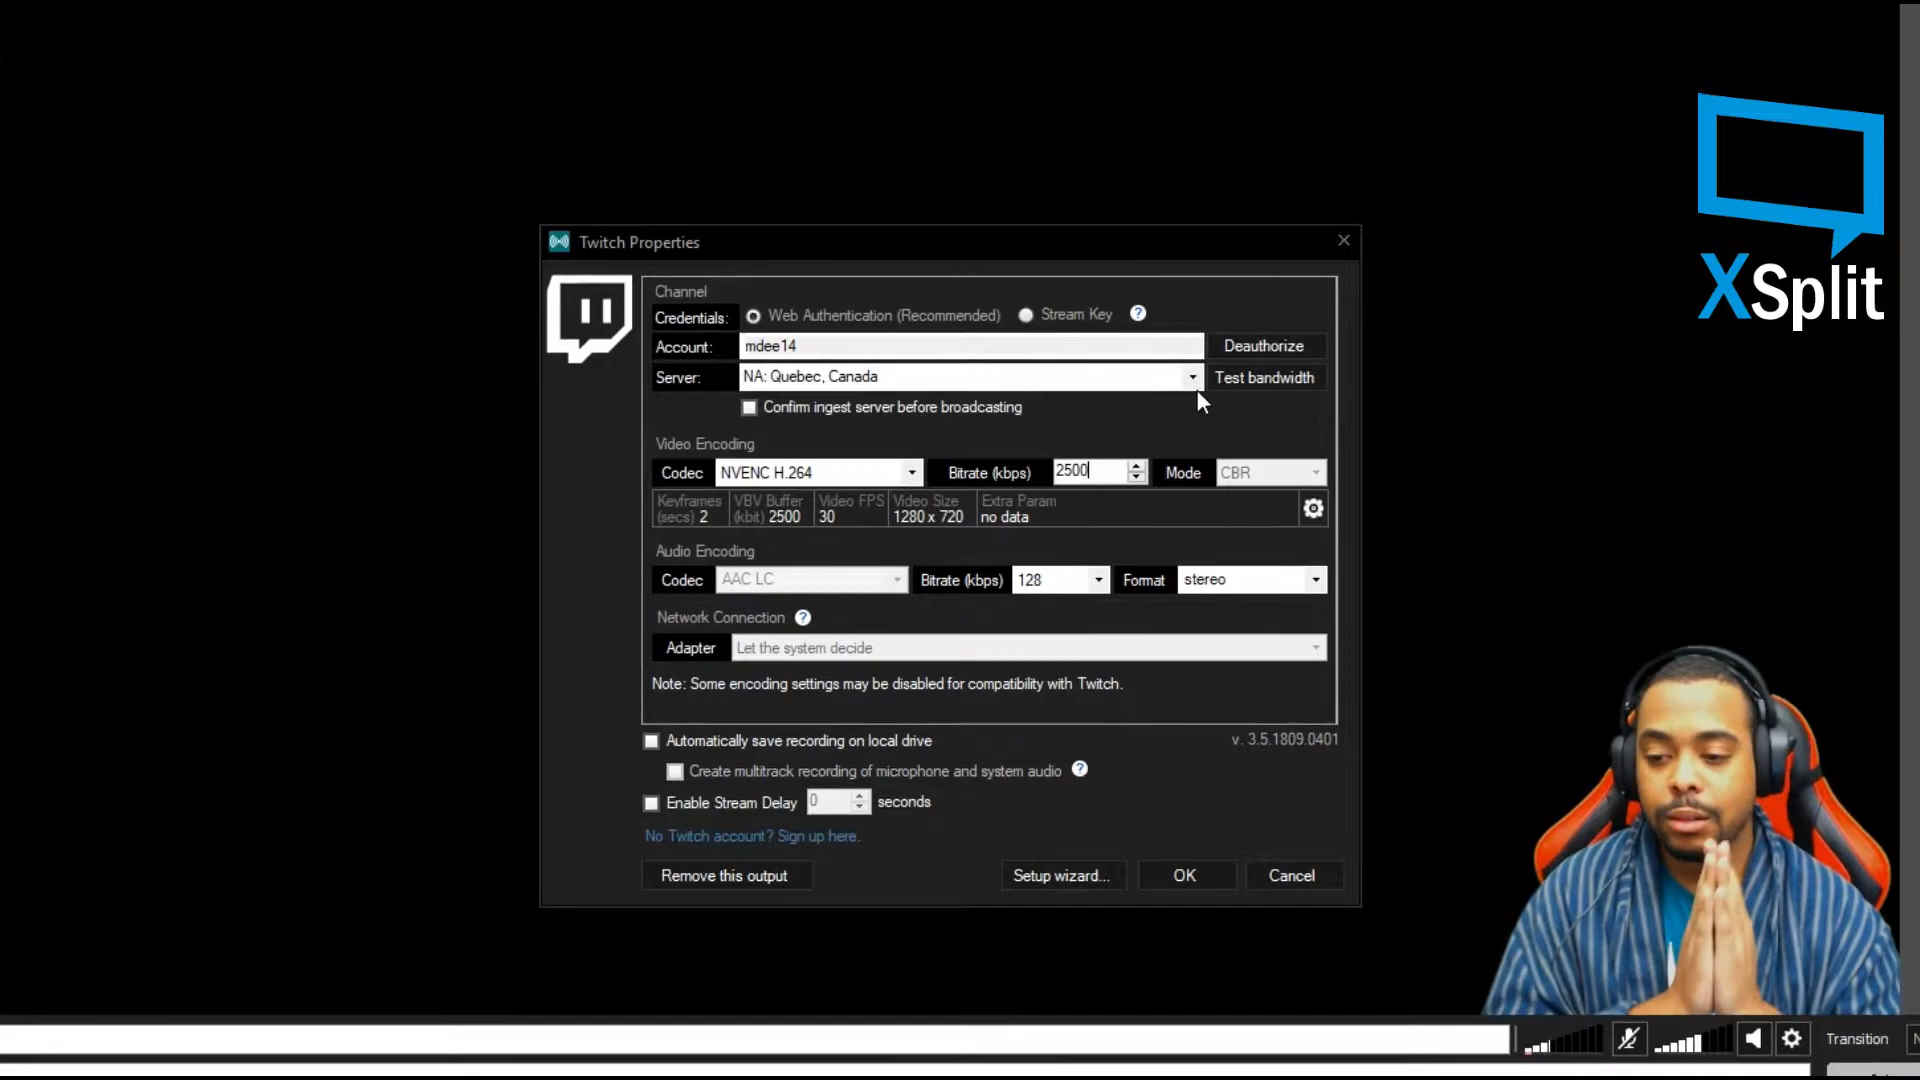 XSplit
Twitch Properties
Channel
Credentials: Web Authentication (Recommended) Stream Key ?
Account: mdee14 Deauthorize
Server: NA: Quebec, Canada Test bandwidth
Confirm ingest server before broadcasting
Video Encoding
Codec NVENC H.264 Bitrate (kbps) 2500 Mode CBR
Keyframes VBV Buffer Video FPS Video Size Extra Param
(secs) 2 (kbit) 2500 30 1280 x 720 no data
Audio Encoding
Codec AAC LC Bitrate (kbps) 128 Format stereo
Network Connection ?
Adapter Let the system decide
Note: Some encoding settings may be disabled for compatibility with Twitch.
Automatically save recording on local drive v. 3.5.1809.0401
Create multitrack recording of microphone and system audio ?
Enable Stream Delay 0 seconds
No Twitch account? Sign up here.
Remove this output Setup wizard... OK Cancel
Transition